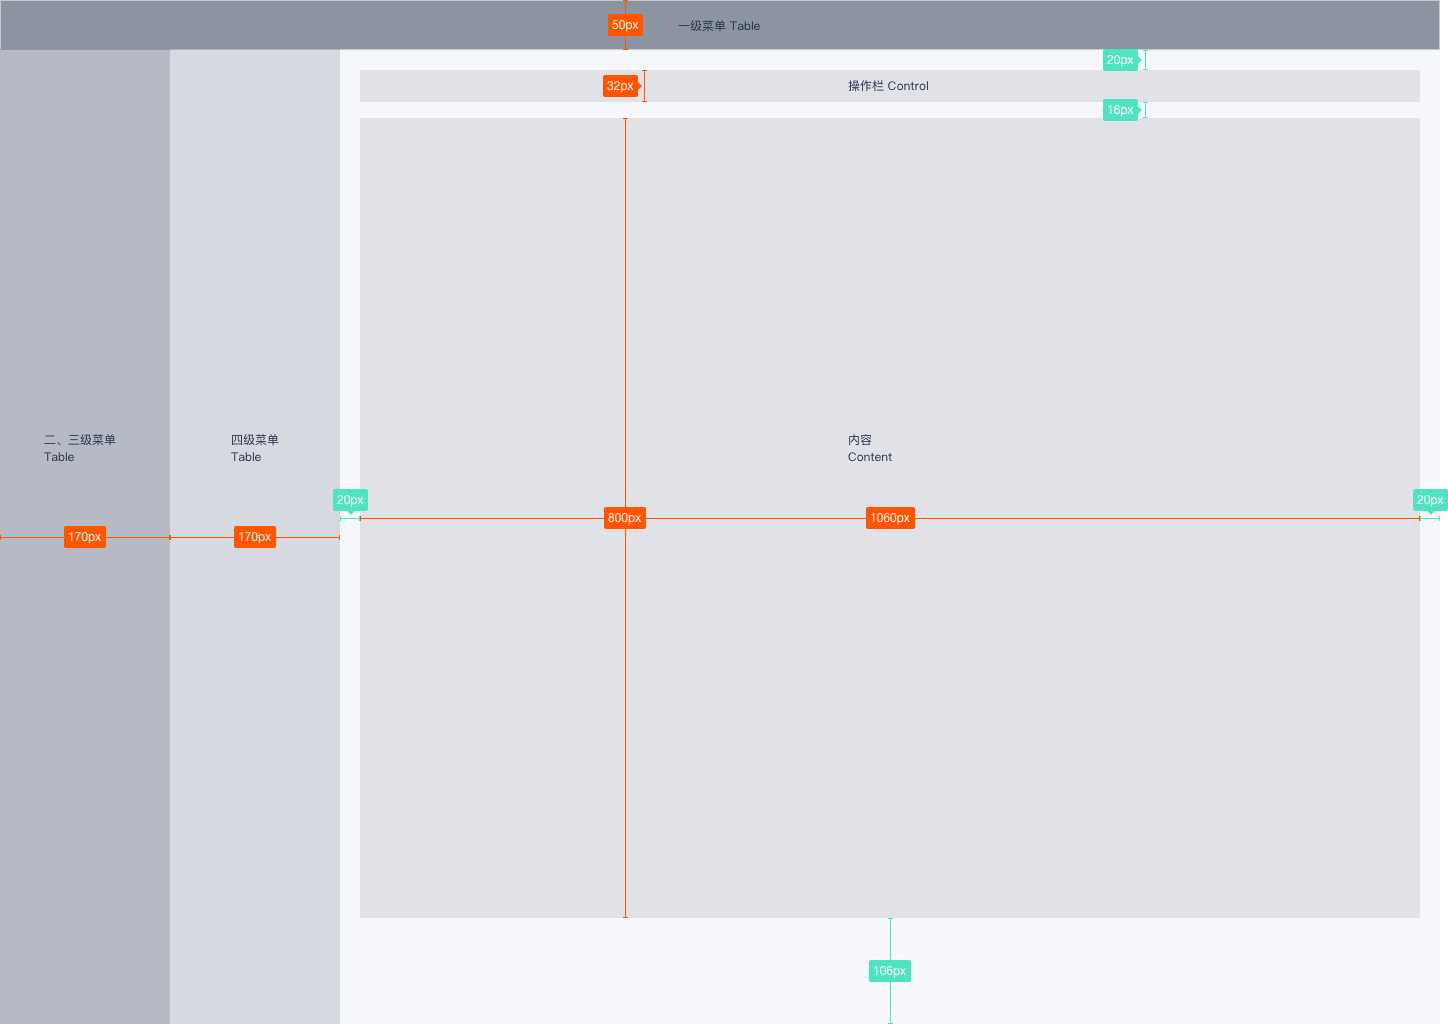 50px
一级菜单 Table
20px
32px
操作栏 Control
16px
二、三级菜单
Table
四级菜单
Table
内容
Content
20px
20px
800px
1060px
170px
170px
106px